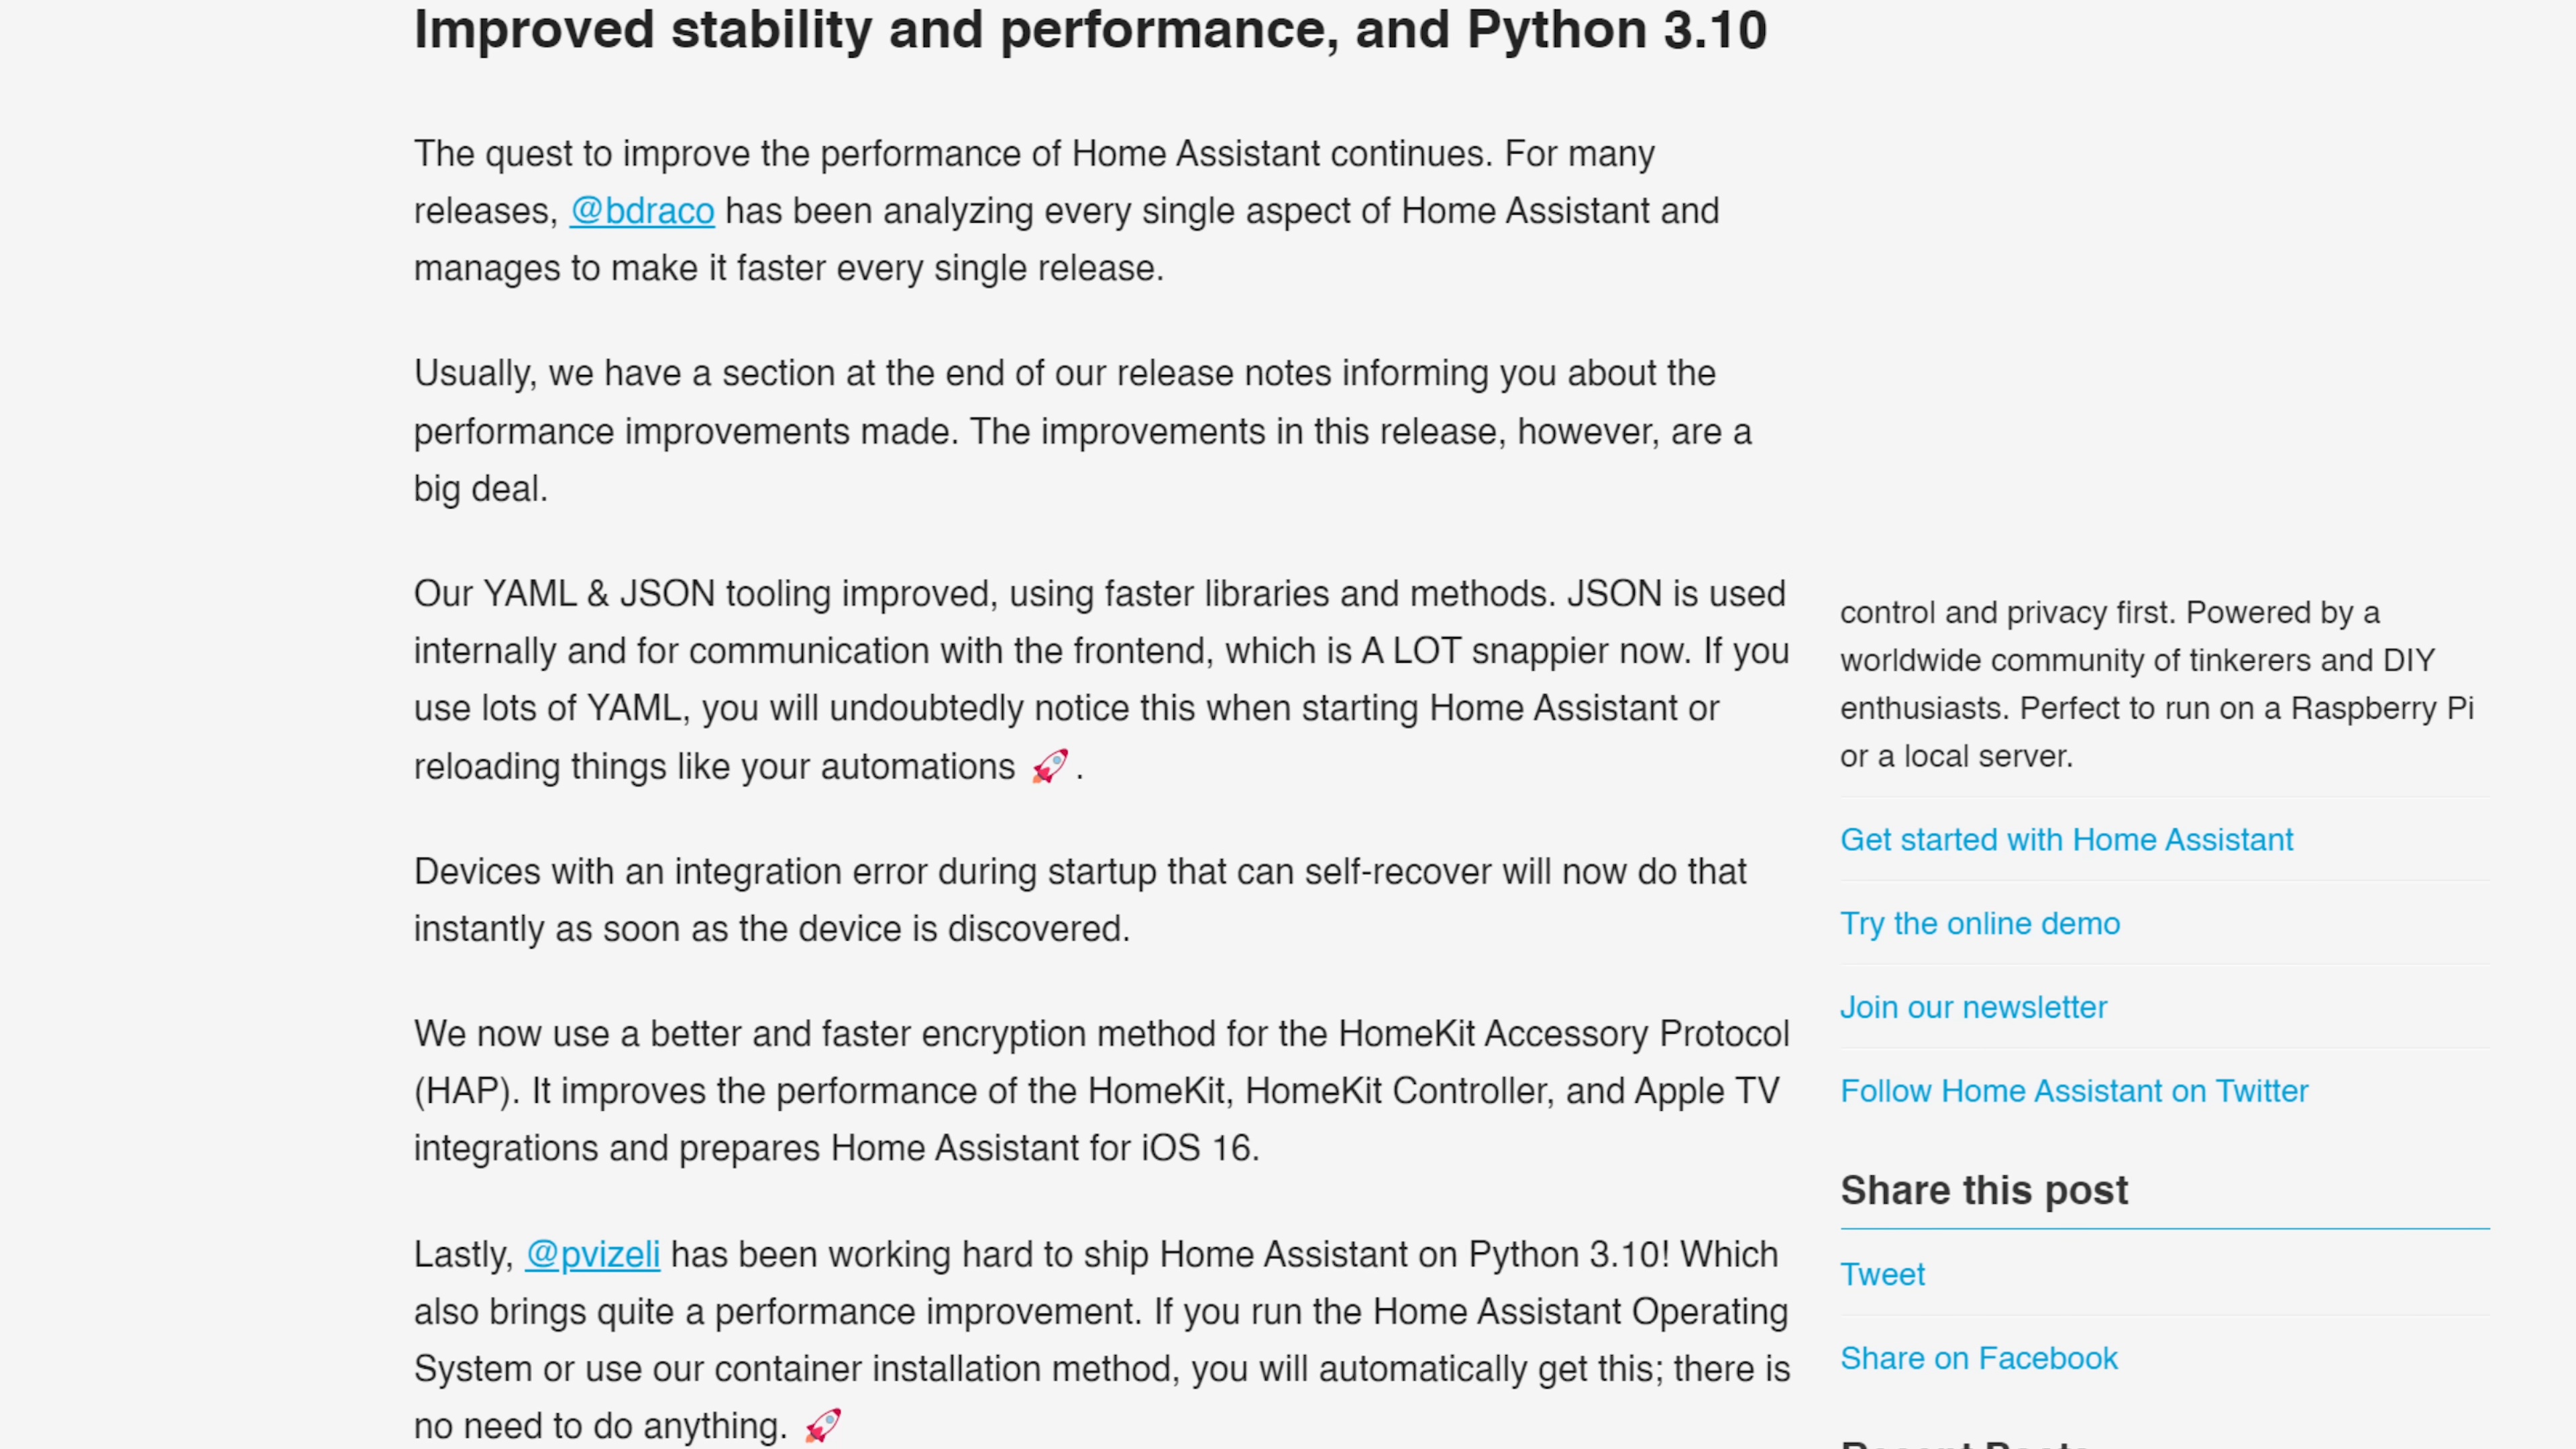 Improved stability and performance, and Python 3.10
The quest to improve the performance of Home Assistant continues. For many
releases, @bdraco has been analyzing every single aspect of Home Assistant and
manages to make it faster every single release.
Usually, we have a section at the end of our release notes informing you about the
performance improvements made. The improvements in this release, however, are a
big deal.
Our YAML & JSON tooling improved, using faster libraries and methods. JSON is used
internally and for communication with the frontend, which is A LOT snappier now. If you
use lots of YAML, you will undoubtedly notice this when starting Home Assistant or
reloading things like your automations 🚀.
Devices with an integration error during startup that can self-recover will now do that
instantly as soon as the device is discovered.
We now use a better and faster encryption method for the HomeKit Accessory Protocol
(HAP). It improves the performance of the HomeKit, HomeKit Controller, and Apple TV
integrations and prepares Home Assistant for iOS 16.
Lastly, @pvizeli has been working hard to ship Home Assistant on Python 3.10! Which
also brings quite a performance improvement. If you run the Home Assistant Operating
System or use our container installation method, you will automatically get this; there is
no need to do anything. 🚀
control and privacy first. Powered by a
worldwide community of tinkerers and DIY
enthusiasts. Perfect to run on a Raspberry Pi
or a local server.
Get started with Home Assistant
Try the online demo
Join our newsletter
Follow Home Assistant on Twitter
Share this post
Tweet
Share on Facebook